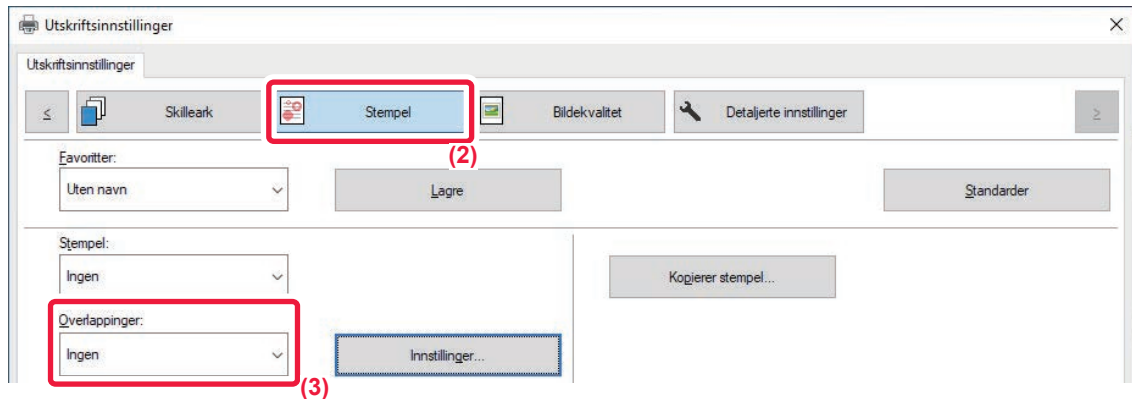 Utskriftsinnstillinger
Utskriftsinnstillinger
≤ Skilleark Stempel Bildekvalitet Detaljerte innstillinger ≥
(2)
Favoritter:
Uten navn Lagre Standarder
Stempel:
Ingen Kopierer stempel...
Overlappinger:
Ingen Innstillinger...
(3)